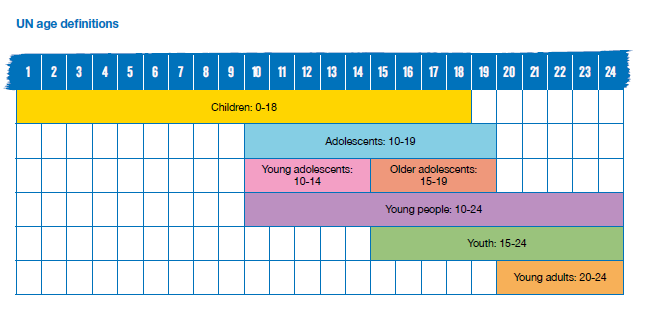 UN age definitions
1 2 3 4 5 6 7 8 9 10 11 12 13 14 15 16 17 18 19 20 21 22 23 24
Children: 0-18
Adolescents: 10-19
Young adolescents:
10-14
Older adolescents:
15-19
Young people: 10-24
Youth: 15-24
Young adults: 20-24